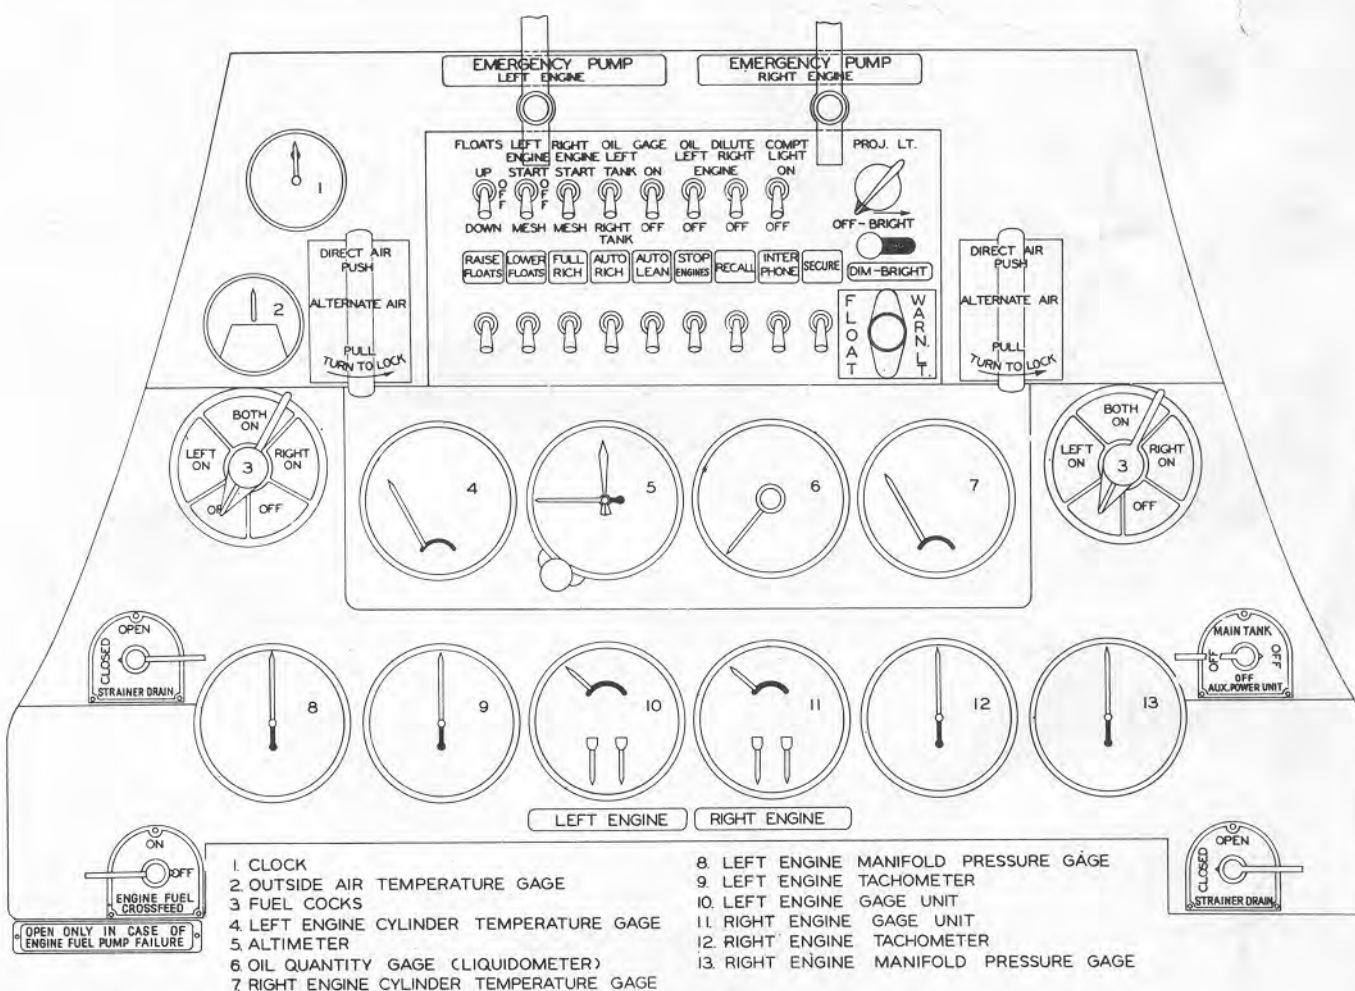 EMERGENCY PUMP
LEFT ENGINE
EMERGENCY PUMP
RIGHT ENGINE
FLOATS LEFT RIGHT OIL GAGE OIL DILUTE COMPT
ENGINE ENGINE LEFT LEFT RIGHT LIGHT
UP START START TANK ON ENGINE ON
OFF
OFF
DOWN MESH MESH RIGHT OFF OFF OFF OFF
TANK
PROJ. LT.
OFF-BRIGHT
DIM-BRIGHT
RAISE
FLOATS
LOWER
FLOATS
FULL
RICH
AUTO
RICH
AUTO
LEAN
STOP
ENGINES
RECALL
INTER
PHONE
SECURE
FLOAT
WARN. LT.
1
2
DIRECT AIR
PUSH
ALTERNATE AIR
PULL
TURN TO LOCK
DIRECT AIR
PUSH
ALTERNATE AIR
PULL
TURN TO LOCK
BOTH
ON
LEFT
ON
RIGHT
ON
3
OFF
4
5
6
7
BOTH
ON
LEFT
ON
RIGHT
ON
3
OFF
OPEN
CLOSED
STRAINER DRAIN
8
9
10
11
12
13
MAIN TANK
OFF
OFF
OFF
AUX. POWER UNIT
LEFT ENGINE
RIGHT ENGINE
ON
OFF
ENGINE FUEL
CROSSFEED
OPEN ONLY IN CASE OF
ENGINE FUEL PUMP FAILURE
OPEN
CLOSED
STRAINER DRAIN
1. CLOCK
2. OUTSIDE AIR TEMPERATURE GAGE
3 FUEL COCKS
4. LEFT ENGINE CYLINDER TEMPERATURE GAGE
5. ALTIMETER
6. OIL QUANTITY GAGE (LIQUIDOMETER)
7. RIGHT ENGINE CYLINDER TEMPERATURE GAGE
8. LEFT ENGINE MANIFOLD PRESSURE GAGE
9. LEFT ENGINE TACHOMETER
10. LEFT ENGINE GAGE UNIT
11. RIGHT ENGINE GAGE UNIT
12. RIGHT ENGINE TACHOMETER
13. RIGHT ENGINE MANIFOLD PRESSURE GAGE